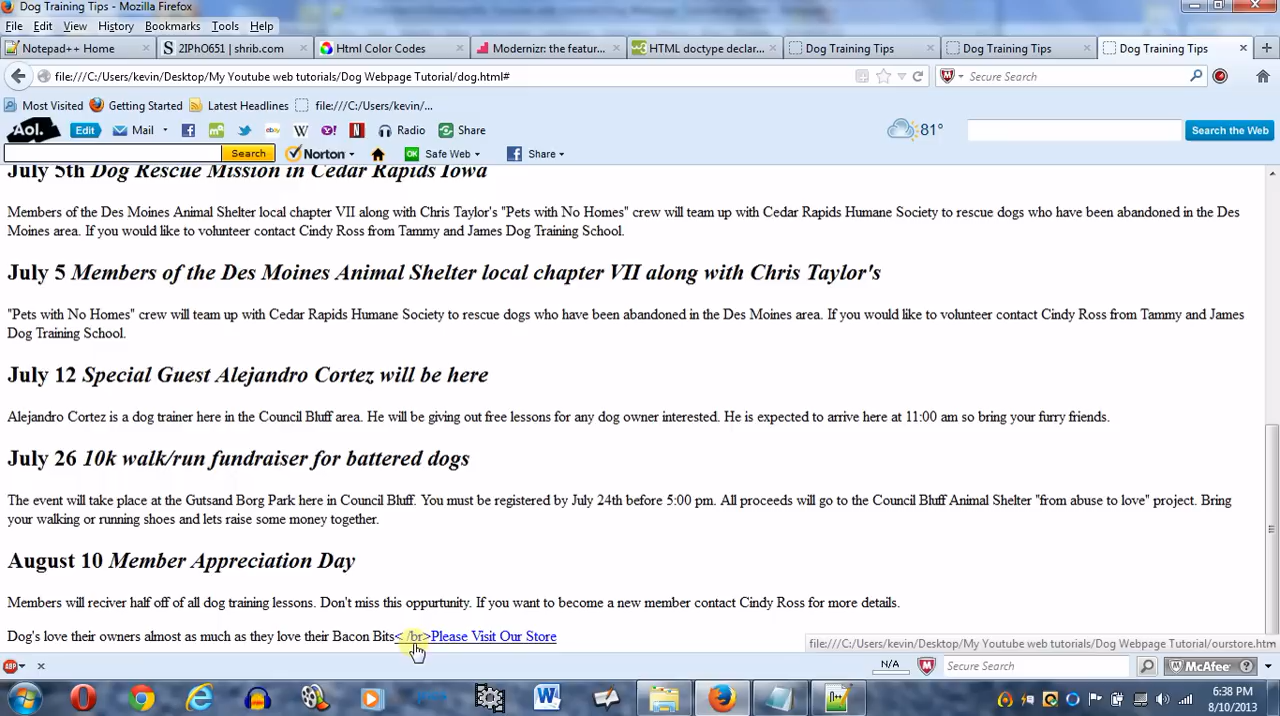 Dog Training Tips - Mozilla Firefox
File Edit View History Bookmarks Tools Help
Notepad++ Home
2IPhO651 | shrib.com
Html Color Codes
Modernizr: the featur...
HTML doctype declar...
Dog Training Tips
Dog Training Tips
Dog Training Tips
file:///C:/Users/kevin/Desktop/My Youtube web tutorials/Dog Webpage Tutorial/dog.html#
Secure Search
Most Visited Getting Started Latest Headlines file:///C:/Users/kevin/...
Aol. Edit Mail Radio Share 81° Search the Web
Search Norton Safe Web Share
July 5th Dog Rescue Mission in Cedar Rapids Iowa
Members of the Des Moines Animal Shelter local chapter VII along with Chris Taylor's "Pets with No Homes" crew will team up with Cedar Rapids Humane Society to rescue dogs who have been abandoned in the Des
Moines area. If you would like to volunteer contact Cindy Ross from Tammy and James Dog Training School.
July 5 Members of the Des Moines Animal Shelter local chapter VII along with Chris Taylor's
"Pets with No Homes" crew will team up with Cedar Rapids Humane Society to rescue dogs who have been abandoned in the Des Moines area. If you would like to volunteer contact Cindy Ross from Tammy and James
Dog Training School.
July 12 Special Guest Alejandro Cortez will be here
Alejandro Cortez is a dog trainer here in the Council Bluff area. He will be giving out free lessons for any dog owner interested. He is expected to arrive here at 11:00 am so bring your furry friends.
July 26 10k walk/run fundraiser for battered dogs
The event will take place at the Gutsand Borg Park here in Council Bluff. You must be registered by July 24th before 5:00 pm. All proceeds will go to the Council Bluff Animal Shelter "from abuse to love" project. Bring
your walking or running shoes and lets raise some money together.
August 10 Member Appreciation Day
Members will reciver half off of all dog training lessons. Don't miss this oppurtunity. If you want to become a new member contact Cindy Ross for more details.
Dog's love their owners almost as much as they love their Bacon Bits< /br>Please Visit Our Store
file:///C:/Users/kevin/Desktop/My Youtube web tutorials/Dog Webpage Tutorial/ourstore.htm
ABP N/A Secure Search McAfee
6:38 PM
8/10/2013